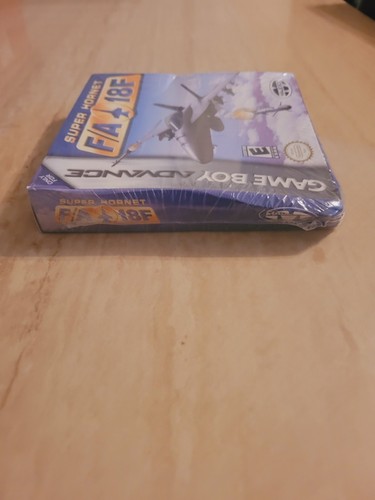 SUPER HORNET
F/A 18F
E
GAME BOY ADVANCE
SUPER HORNET
F/A 18F